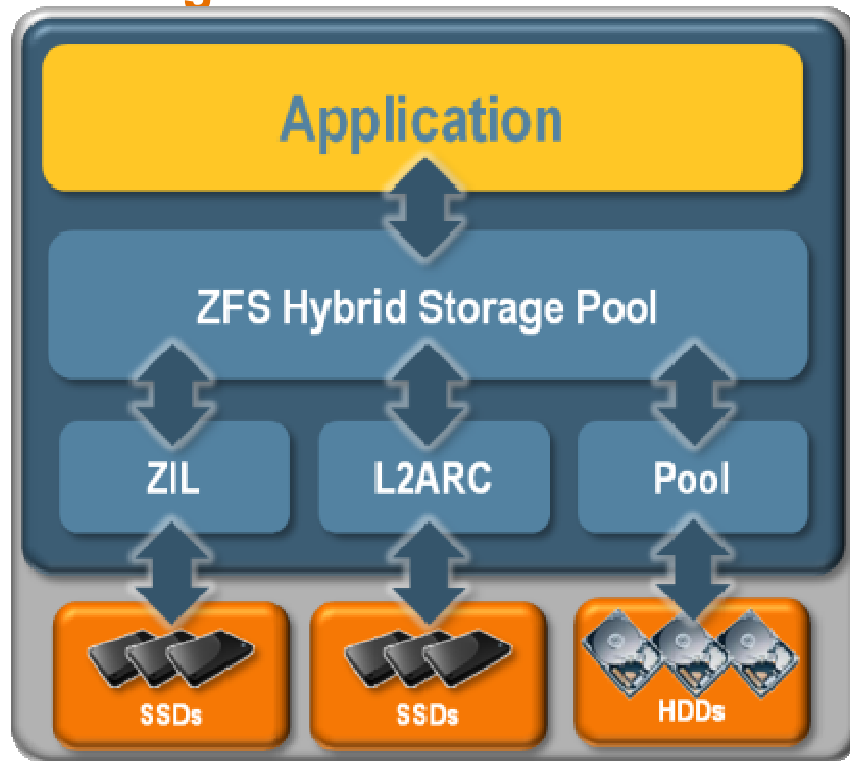 Application
ZFS Hybrid Storage Pool
ZIL L2ARC Pool
SSDs SSDs HDDs